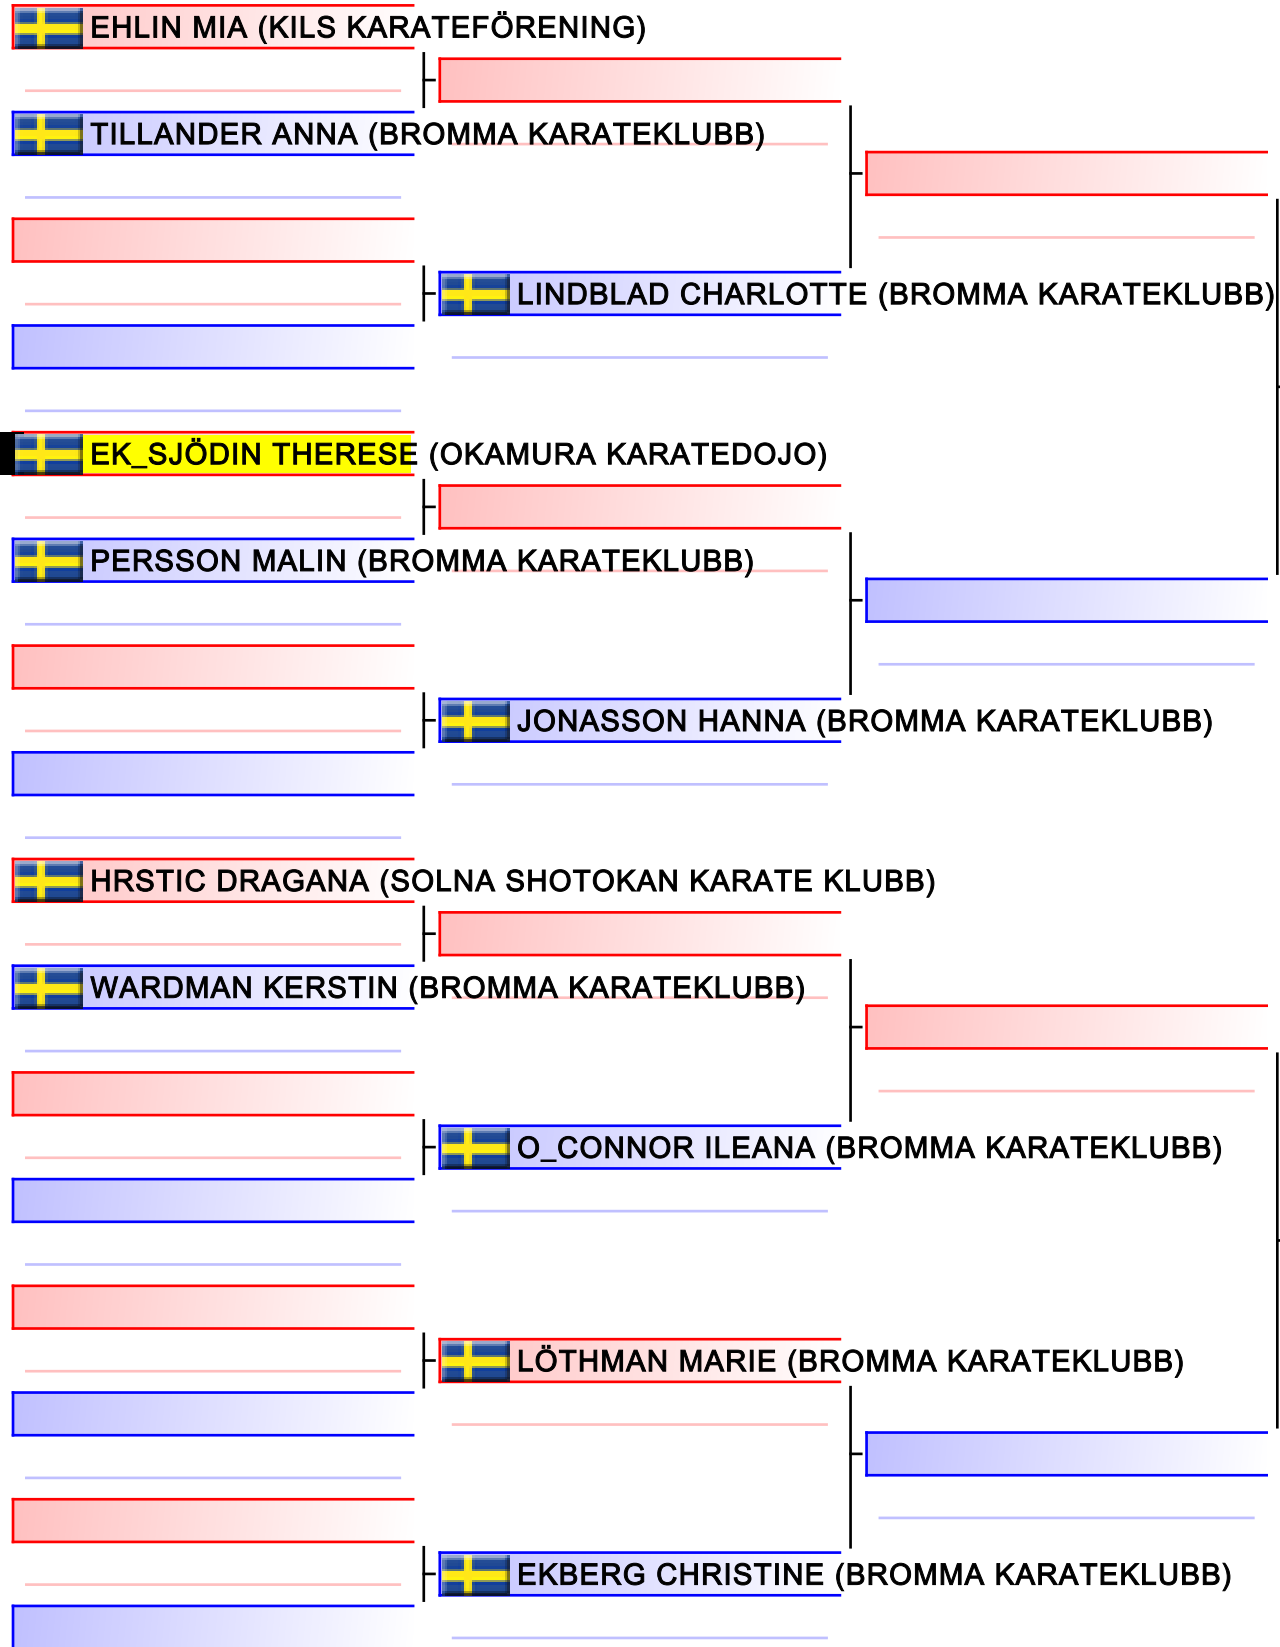 EHLIN MIA (KILS KARATEFÖRENING)
TILLANDER ANNA (BROMMA KARATEKLUBB)
LINDBLAD CHARLOTTE (BROMMA KARATEKLUBB)
EK_SJÖDIN THERESE (OKAMURA KARATEDOJO)
PERSSON MALIN (BROMMA KARATEKLUBB)
JONASSON HANNA (BROMMA KARATEKLUBB)
HRSTIC DRAGANA (SOLNA SHOTOKAN KARATE KLUBB)
WARDMAN KERSTIN (BROMMA KARATEKLUBB)
O_CONNOR ILEANA (BROMMA KARATEKLUBB)
LÖTHMAN MARIE (BROMMA KARATEKLUBB)
EKBERG CHRISTINE (BROMMA KARATEKLUBB)